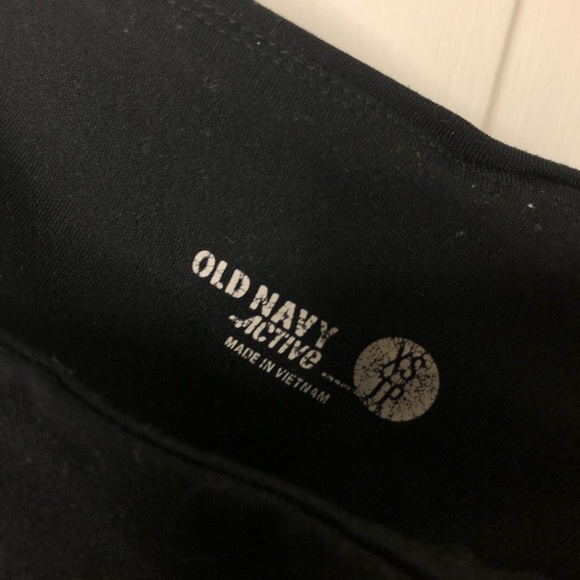 OLD NAVY
ACTIVE
MADE IN VIETNAM
XS
TP